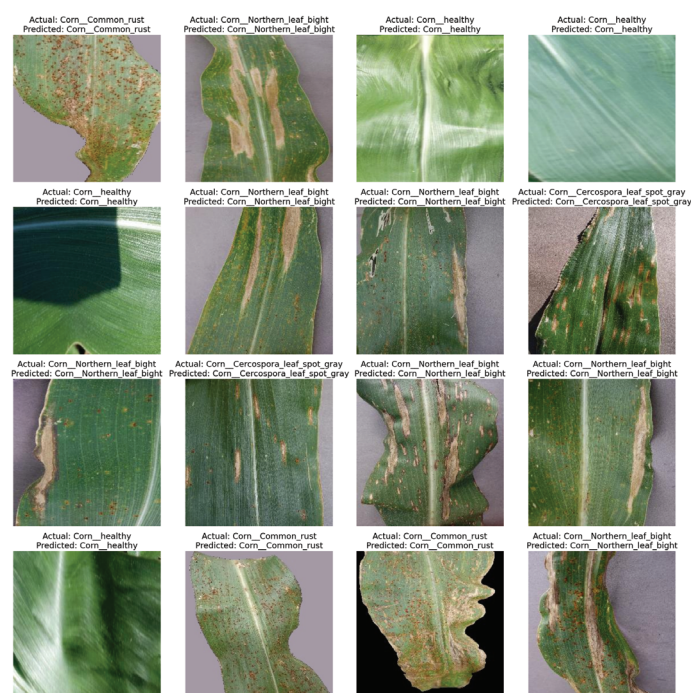 Actual: Corn__Common_rust
Predicted: Corn__Common_rust
Actual: Corn__Northern_leaf_bight
Predicted: Corn__Northern_leaf_bight
Actual: Corn__healthy
Predicted: Corn__healthy
Actual: Corn__healthy
Predicted: Corn__healthy
Actual: Corn__healthy
Predicted: Corn__healthy
Actual: Corn__Northern_leaf_bight
Predicted: Corn__Northern_leaf_bight
Actual: Corn__Northern_leaf_bight
Predicted: Corn__Northern_leaf_bight
Actual: Corn__Cercospora_leaf_spot_gray
Predicted: Corn__Cercospora_leaf_spot_gray
Actual: Corn__Northern_leaf_bight
Predicted: Corn__Northern_leaf_bight
Actual: Corn__Cercospora_leaf_spot_gray
Predicted: Corn__Cercospora_leaf_spot_gray
Actual: Corn__Northern_leaf_bight
Predicted: Corn__Northern_leaf_bight
Actual: Corn__Northern_leaf_bight
Predicted: Corn__Northern_leaf_bight
Actual: Corn__healthy
Predicted: Corn__healthy
Actual: Corn__Common_rust
Predicted: Corn__Common_rust
Actual: Corn__Common_rust
Predicted: Corn__Common_rust
Actual: Corn__Northern_leaf_bight
Predicted: Corn__Northern_leaf_bight